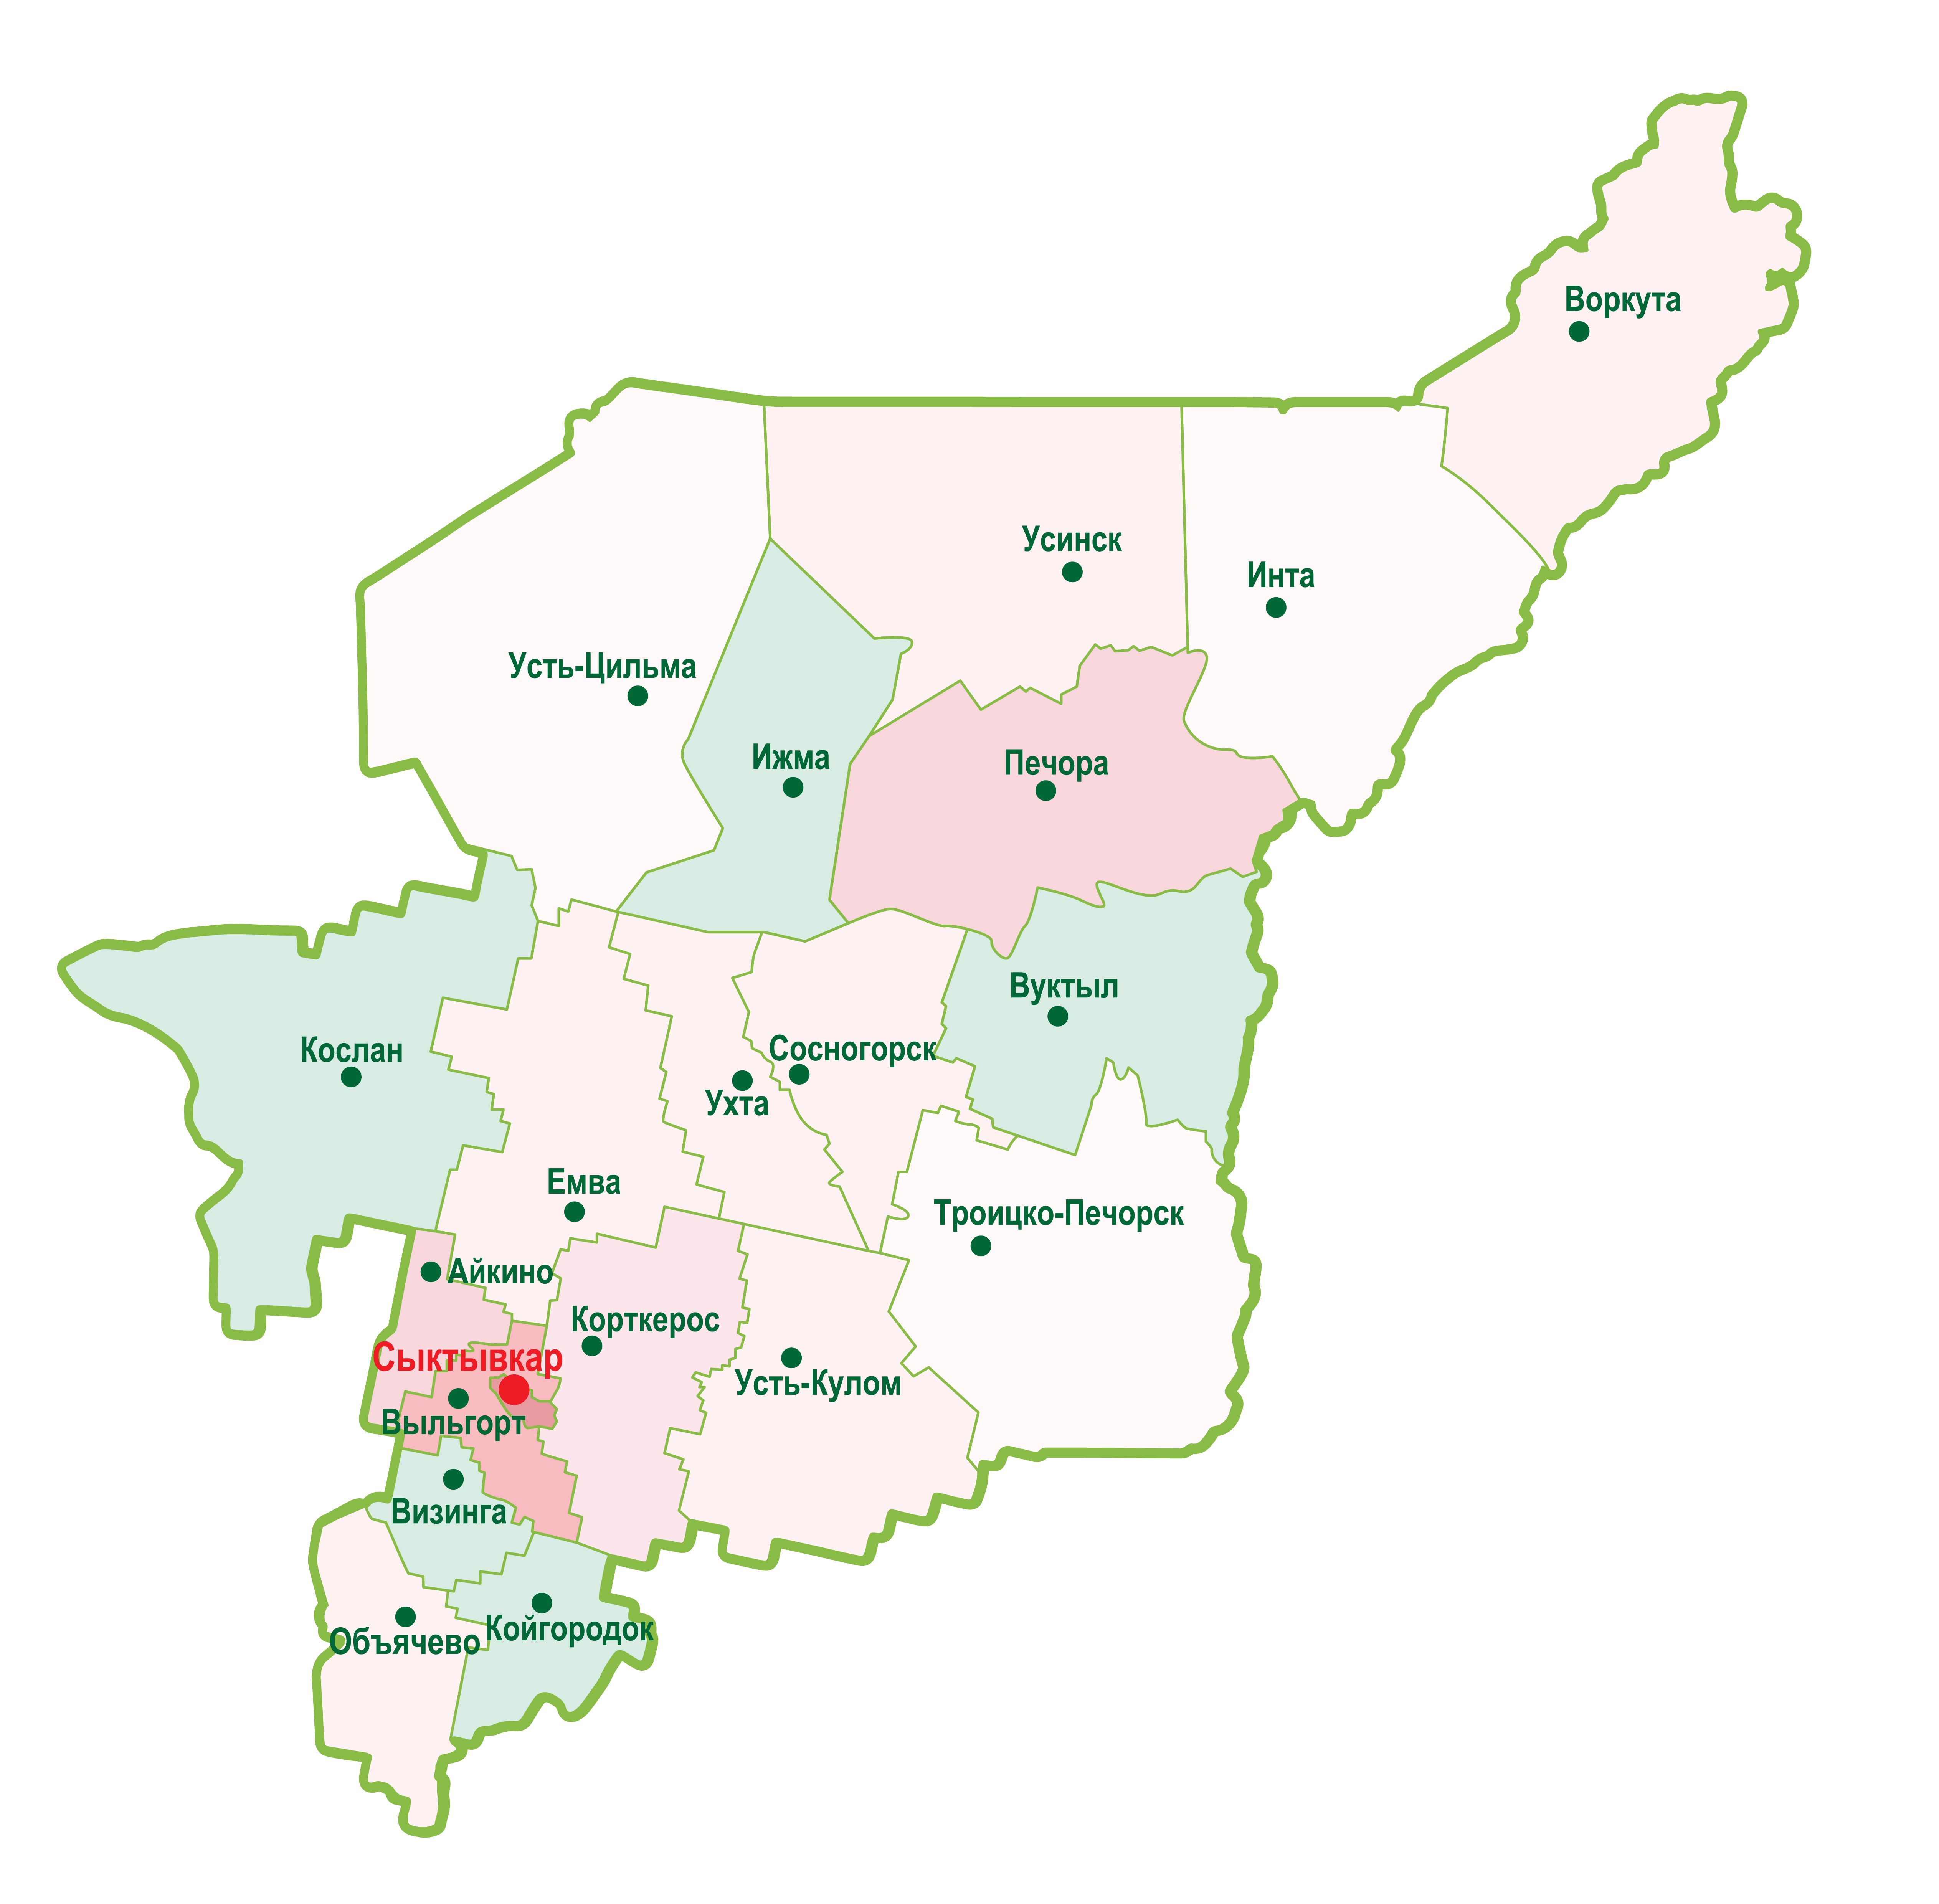 Воркута
Усинск
Инта
Усть-Цильма
Ижма
Печора
Вуктыл
Кослан
Сосногорск
Ухта
Емва
Троицко-Печорск
Айкино
Корткерос
Сыктывкар
Усть-Кулом
Выльгорт
Визинга
Койгородок
Объячево